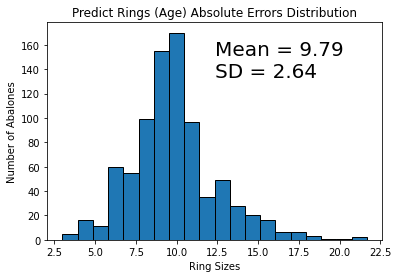 Predict Rings (Age) Absolute Errors Distribution
Mean = 9.79
SD = 2.64
Number of Abalones
160
140
120
100
80
60
40
20
0
2.5 5.0 7.5 10.0 12.5 15.0 17.5 20.0 22.5
Ring Sizes